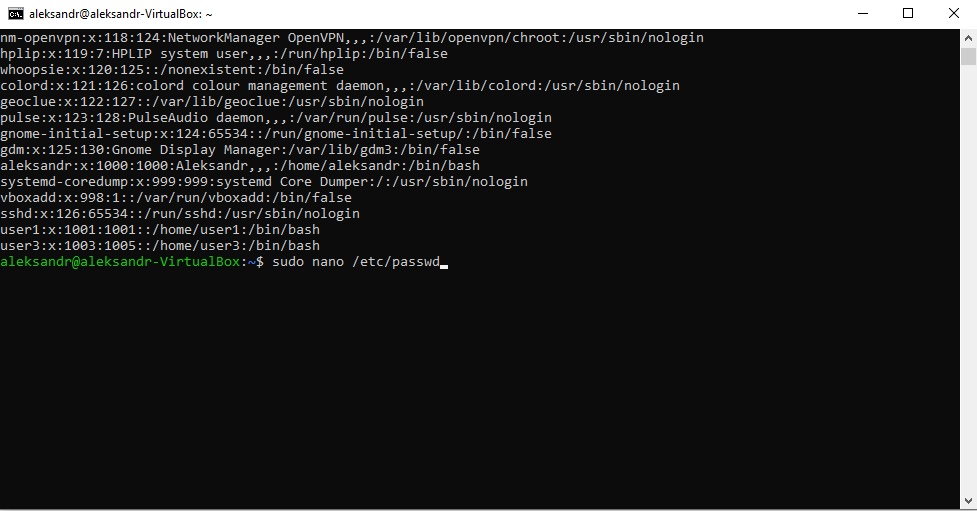 aleksandr@aleksandr-VirtualBox: ~
nm-openvpn:x:118:124:NetworkManager OpenVPN,,,:/var/lib/openvpn/chroot:/usr/sbin/nologin
hplip:x:119:7:HPLIP system user,,,:/run/hplip:/bin/false
whoopsie:x:120:125::/nonexistent:/bin/false
colord:x:121:126:colord colour management daemon,,,:/var/lib/colord:/usr/sbin/nologin
geoclue:x:122:127::/var/lib/geoclue:/usr/sbin/nologin
pulse:x:123:128:PulseAudio daemon,,,:/var/run/pulse:/usr/sbin/nologin
gnome-initial-setup:x:124:65534::/run/gnome-initial-setup/:/bin/false
gdm:x:125:130:Gnome Display Manager:/var/lib/gdm3:/bin/false
aleksandr:x:1000:1000:Aleksandr,,,:/home/aleksandr:/bin/bash
systemd-coredump:x:999:999:systemd Core Dumper:/:/usr/sbin/nologin
vboxadd:x:998:1::/var/run/vboxadd:/bin/false
sshd:x:126:65534::/run/sshd:/usr/sbin/nologin
user1:x:1001:1001::/home/user1:/bin/bash
user3:x:1003:1005::/home/user3:/bin/bash
aleksandr@aleksandr-VirtualBox:~$ sudo nano /etc/passwd